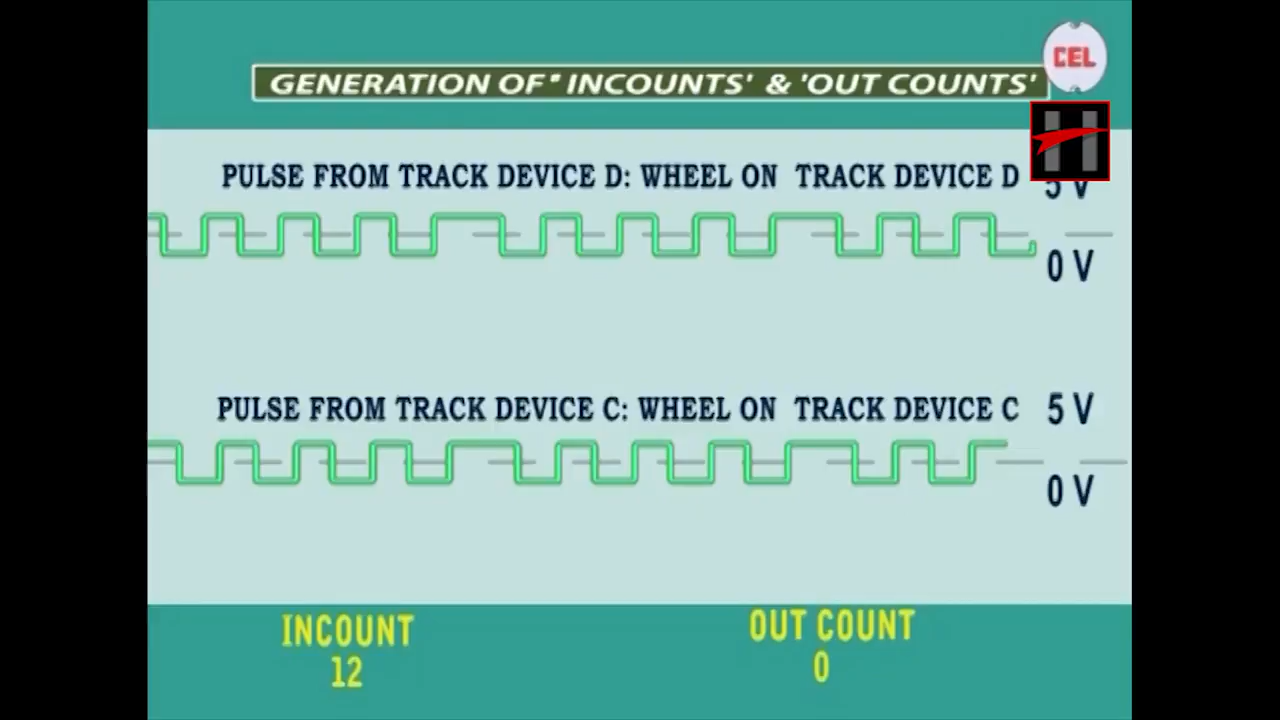 CEL
GENERATION OF" INCOUNTS' & 'OUT COUNTS'
PULSE FROM TRACK DEVICE D: WHEEL ON TRACK DEVICE D
5 V
0 V
PULSE FROM TRACK DEVICE C: WHEEL ON TRACK DEVICE C
5 V
0 V
INCOUNT
12
OUT COUNT
0